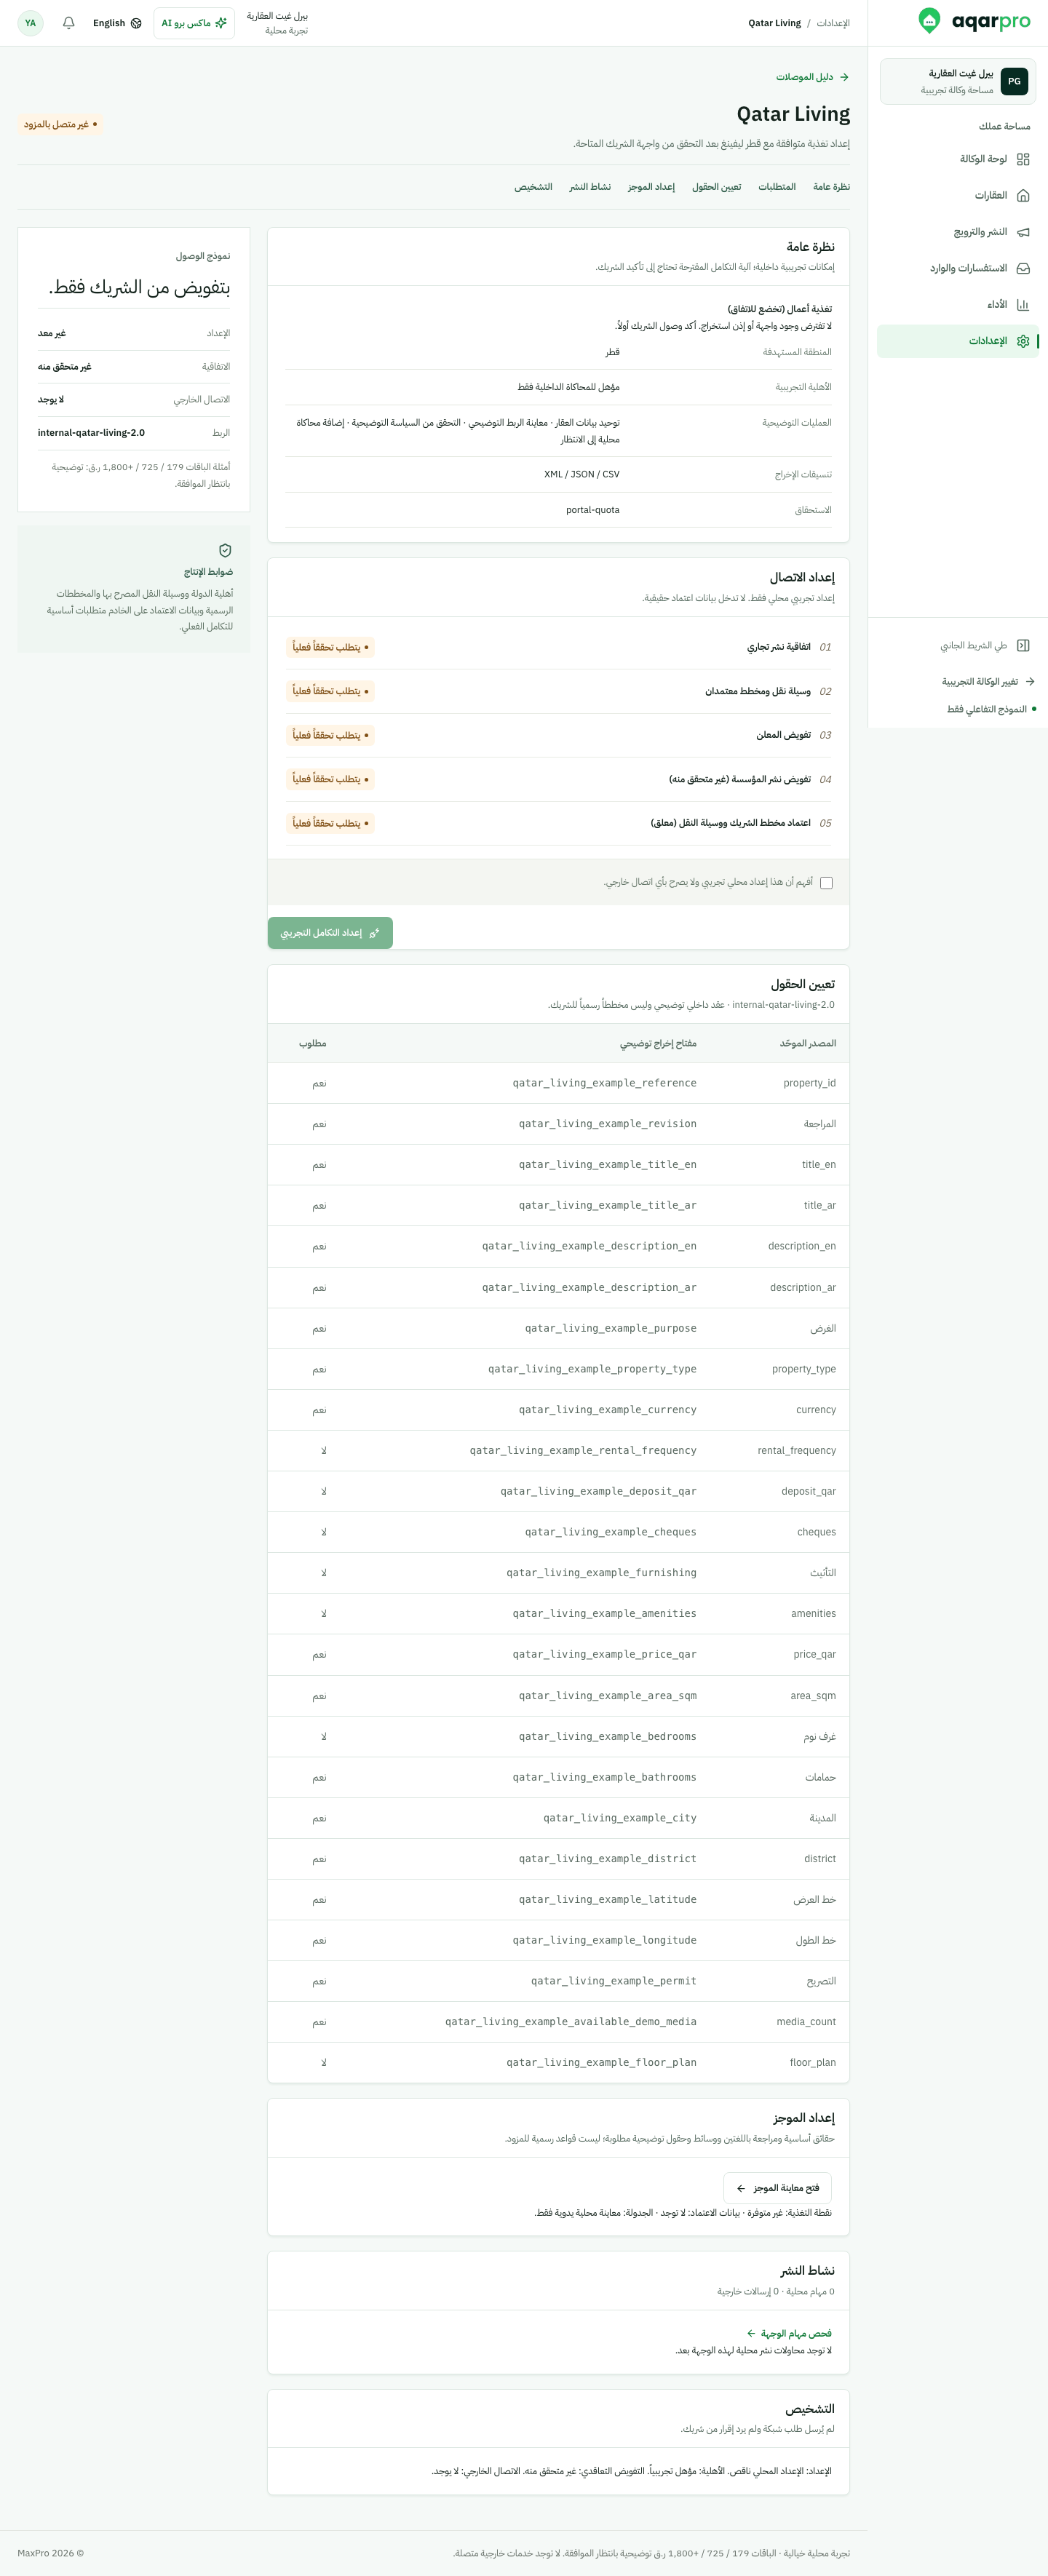 aqarpro
بيرل غيت العقارية
مساحة وكالة تجريبية
PG
مساحة عملك
لوحة الوكالة
العقارات
النشر والترويج
الاستفسارات والوارد
الأداء
الإعدادات
طي الشريط الجانبي
تغيير الوكالة التجريبية
النموذج التفاعلي فقط
الإعدادات / Qatar Living
بيرل غيت العقارية
تجربة محلية
ماكس برو AI
English
YA
دليل الموصلات
Qatar Living
إعداد تغذية متوافقة مع قطر ليفينغ بعد التحقق من واجهة الشريك المتاحة.
غير متصل بالمزود
نظرة عامة
المتطلبات
تعيين الحقول
إعداد الموجز
نشاط النشر
التشخيص
نظرة عامة
إمكانات تجريبية داخلية؛ آلية التكامل المقترحة تحتاج إلى تأكيد الشريك.
تغذية أعمال (تخضع للاتفاق)
لا تفترض وجود واجهة أو إذن استخراج. أكد وصول الشريك أولاً.
المنطقة المستهدفة قطر
الأهلية التجريبية مؤهل للمحاكاة الداخلية فقط
العمليات التوضيحية توحيد بيانات العقار · معاينة الربط التوضيحي · التحقق من السياسة التوضيحية · إضافة محاكاة
محلية إلى الانتظار
تنسيقات الإخراج XML / JSON / CSV
الاستحقاق portal-quota
نموذج الوصول
بتفويض من الشريك فقط.
الإعداد غير معد
الاتفاقية غير متحقق منه
الاتصال الخارجي لا يوجد
الربط internal-qatar-living-2.0
أمثلة الباقات 179 / 725 / +1,800 ر.ق: توضيحية
بانتظار الموافقة.
ضوابط الإنتاج
أهلية الدولة ووسيلة النقل المصرح بها والمخططات
الرسمية وبيانات الاعتماد على الخادم متطلبات أساسية
للتكامل الفعلي.
إعداد الاتصال
إعداد تجريبي محلي فقط. لا تدخل بيانات اعتماد حقيقية.
01 اتفاقية نشر تجاري يتطلب تحققاً فعلياً
02 وسيلة نقل ومخطط معتمدان يتطلب تحققاً فعلياً
03 تفويض المعلن يتطلب تحققاً فعلياً
04 تفويض نشر المؤسسة (غير متحقق منه) يتطلب تحققاً فعلياً
05 اعتماد مخطط الشريك ووسيلة النقل (معلق) يتطلب تحققاً فعلياً
أفهم أن هذا إعداد محلي تجريبي ولا يصرح بأي اتصال خارجي.
إعداد التكامل التجريبي
تعيين الحقول
internal-qatar-living-2.0 · عقد داخلي توضيحي وليس مخططاً رسمياً للشريك.
المصدر الموحّد مفتاح إخراج توضيحي مطلوب
property_id qatar_living_example_reference نعم
المراجعة qatar_living_example_revision نعم
title_en qatar_living_example_title_en نعم
title_ar qatar_living_example_title_ar نعم
description_en qatar_living_example_description_en نعم
description_ar qatar_living_example_description_ar نعم
الغرض qatar_living_example_purpose نعم
property_type qatar_living_example_property_type نعم
currency qatar_living_example_currency نعم
rental_frequency qatar_living_example_rental_frequency لا
deposit_qar qatar_living_example_deposit_qar لا
cheques qatar_living_example_cheques لا
التأثيث qatar_living_example_furnishing لا
amenities qatar_living_example_amenities لا
price_qar qatar_living_example_price_qar نعم
area_sqm qatar_living_example_area_sqm نعم
غرف نوم qatar_living_example_bedrooms لا
حمامات qatar_living_example_bathrooms نعم
المدينة qatar_living_example_city نعم
district qatar_living_example_district نعم
خط العرض qatar_living_example_latitude نعم
خط الطول qatar_living_example_longitude نعم
التصريح qatar_living_example_permit نعم
media_count qatar_living_example_available_demo_media نعم
floor_plan qatar_living_example_floor_plan لا
إعداد الموجز
حقائق أساسية ومراجعة باللغتين ووسائط وحقول توضيحية مطلوبة؛ ليست قواعد رسمية للمزود.
فتح معاينة الموجز
نقطة التغذية: غير متوفرة · بيانات الاعتماد: لا توجد · الجدولة: معاينة محلية يدوية فقط.
نشاط النشر
0 مهام محلية · 0 إرسالات خارجية
فحص مهام الوجهة
لا توجد محاولات نشر محلية لهذه الوجهة بعد.
التشخيص
لم يُرسل طلب شبكة ولم يرد إقرار من شريك.
الإعداد: الإعداد المحلي ناقص. الأهلية: مؤهل تجريبياً. التفويض التعاقدي: غير متحقق منه. الاتصال الخارجي: لا يوجد.
تجربة محلية خيالية · الباقات 179 / 725 / +1,800 ر.ق توضيحية بانتظار الموافقة. لا توجد خدمات خارجية متصلة.
© 2026 MaxPro